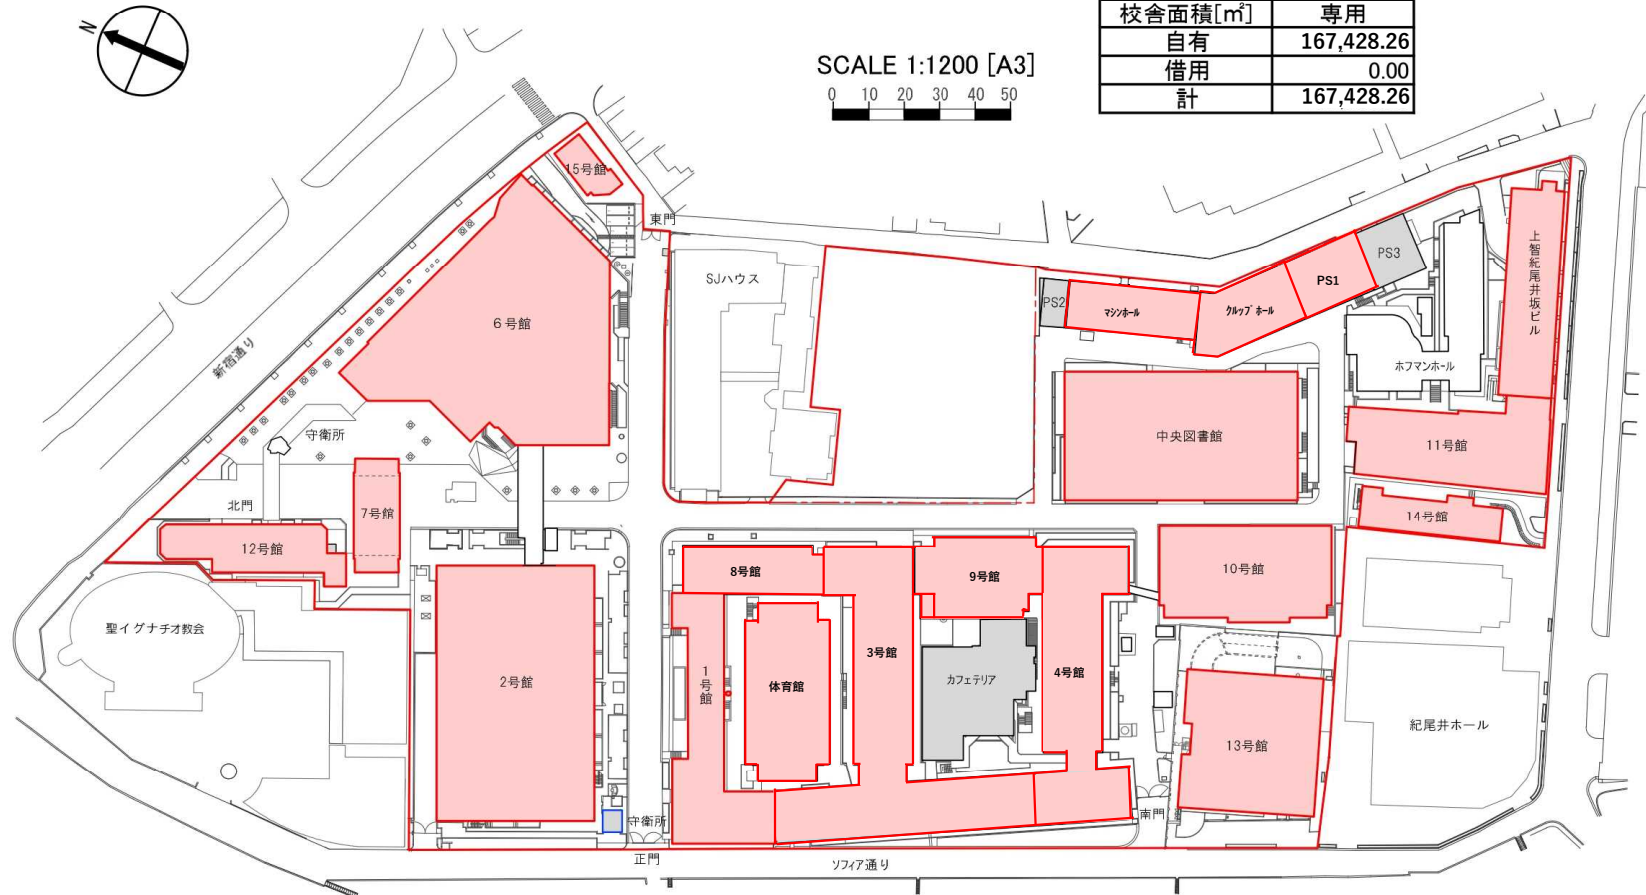 N
SCALE 1:1200 [A3]
0 10 20 30 40 50
校舎面積[㎡] 専用
自有 167,428.26
借用 0.00
計 167,428.26
15号館
東門
SJハウス
6号館
新宿通り
守衛所
北門
7号館
12号館
聖イグナチオ教会
2号館
守衛所
正門
PS2
マシンホール
クルップホール
PS1
PS3
上智紀尾井坂ビル
ホフマンホール
中央図書館
11号館
14号館
8号館
9号館
10号館
1号館
体育館
3号館
カフェテリア
4号館
13号館
紀尾井ホール
南門
ソフィア通り